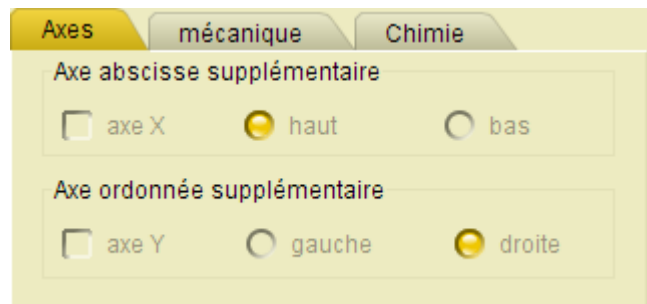 Axes mécanique Chimie
Axe abscisse supplémentaire
axe X haut bas
Axe ordonnée supplémentaire
axe Y gauche droite